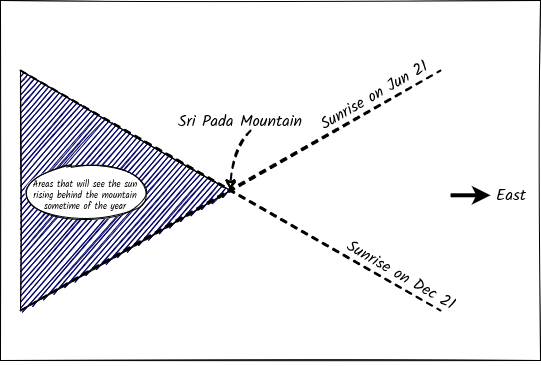 Sunrise on Jun 21
Sri Pada Mountain
Areas that will see the sun
rising behind the mountain
sometime of the year
East
Sunrise on Dec 21